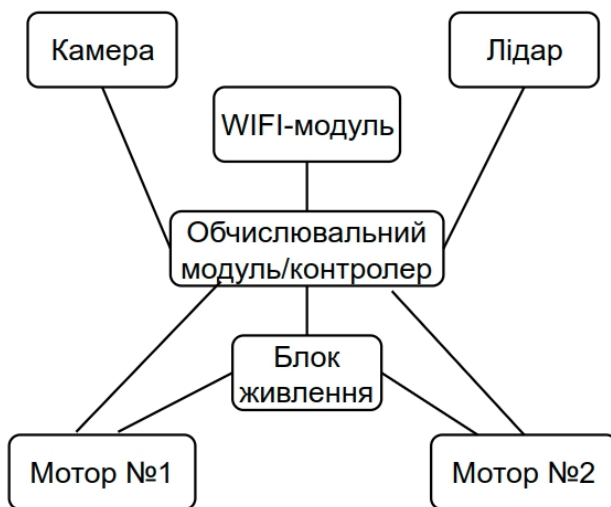 Камера
Лідар
WIFI-модуль
Обчислювальний
модуль/контролер
Блок
живлення
Мотор №1
Мотор №2